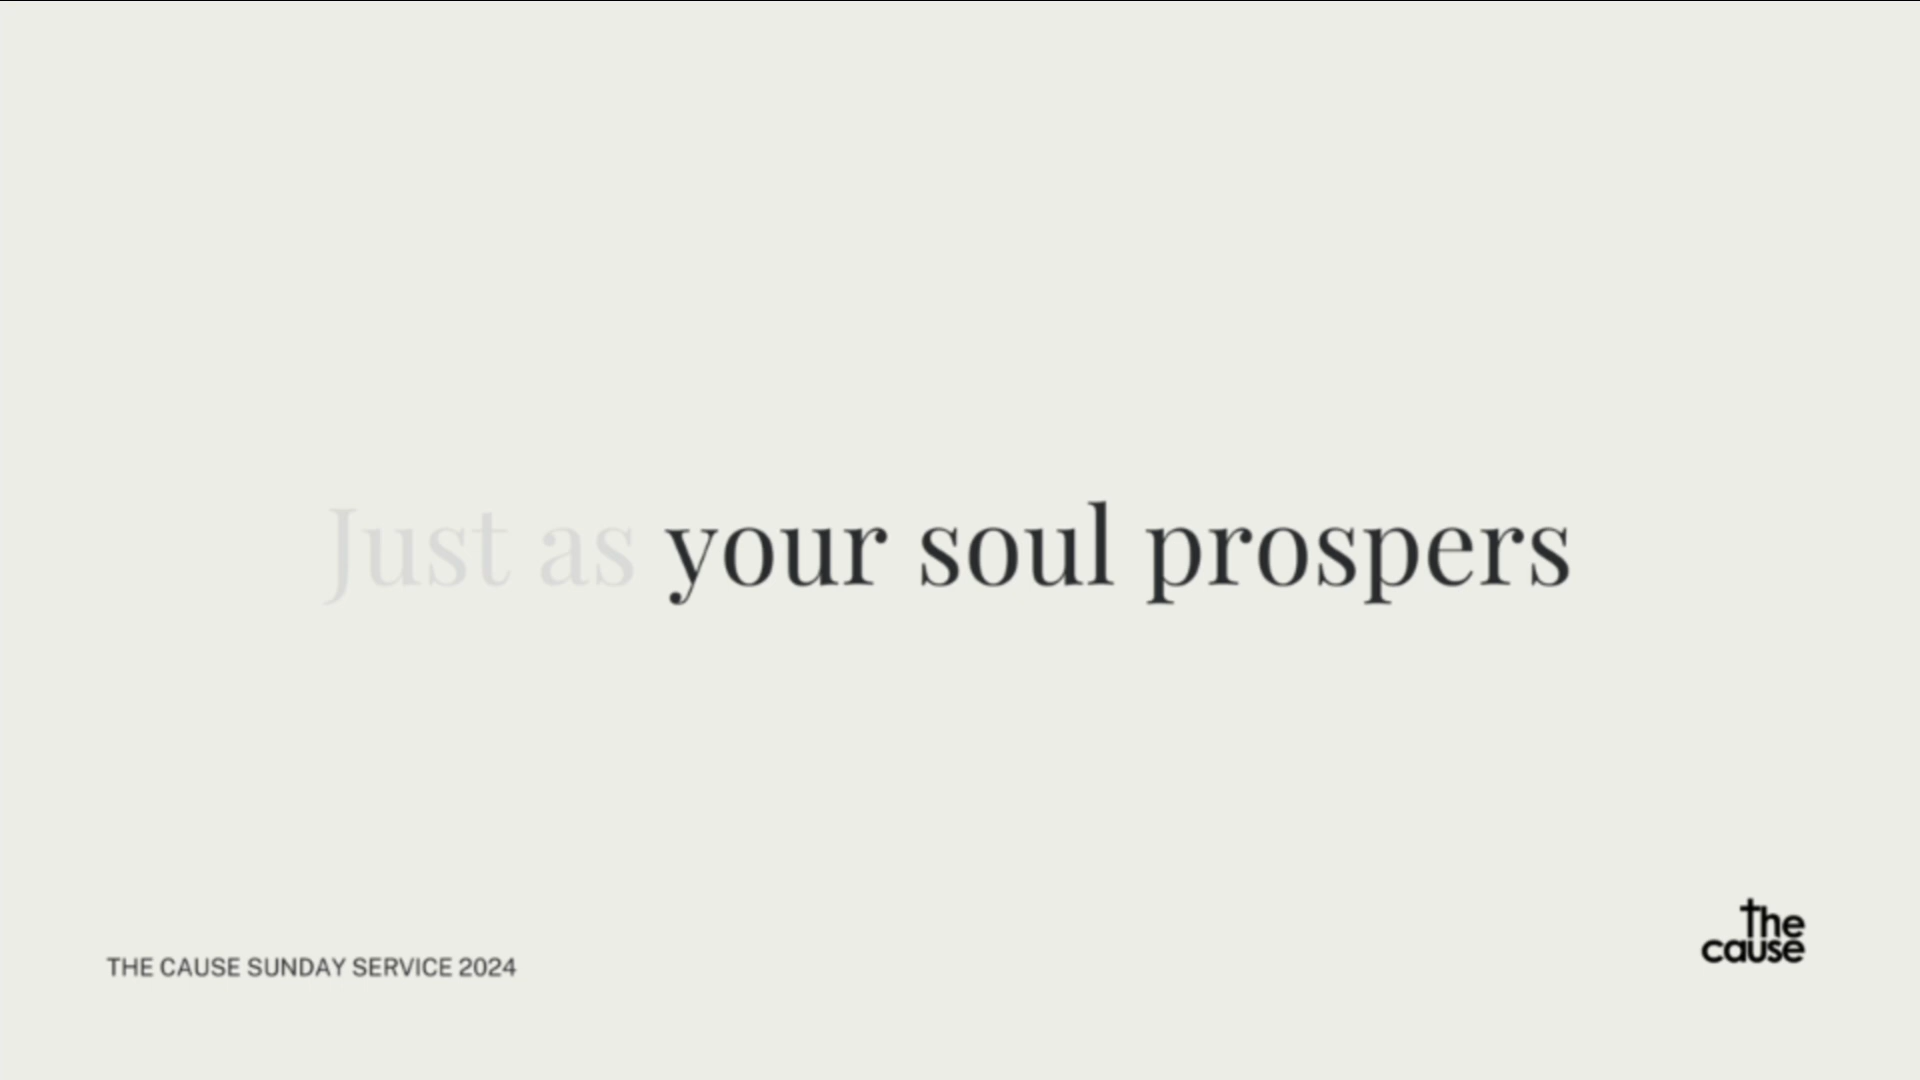 Just as your soul prospers
THE CAUSE SUNDAY SERVICE 2024
the
cause